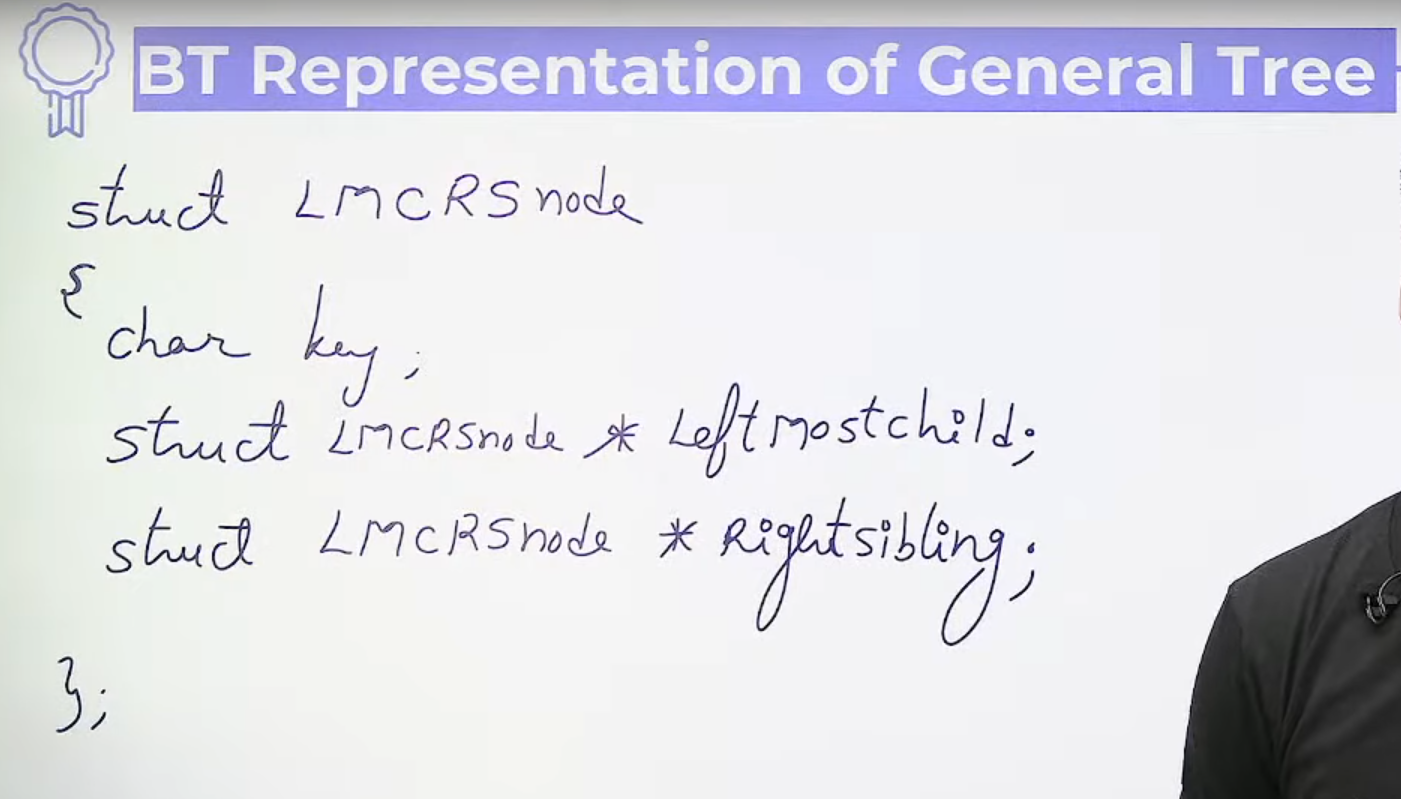 BT Representation of General Tree
struct LMCRSnode
{
char key;
struct LMCRSnode * Leftmostchild;
struct LMCRSnode * Rightsibling;
};